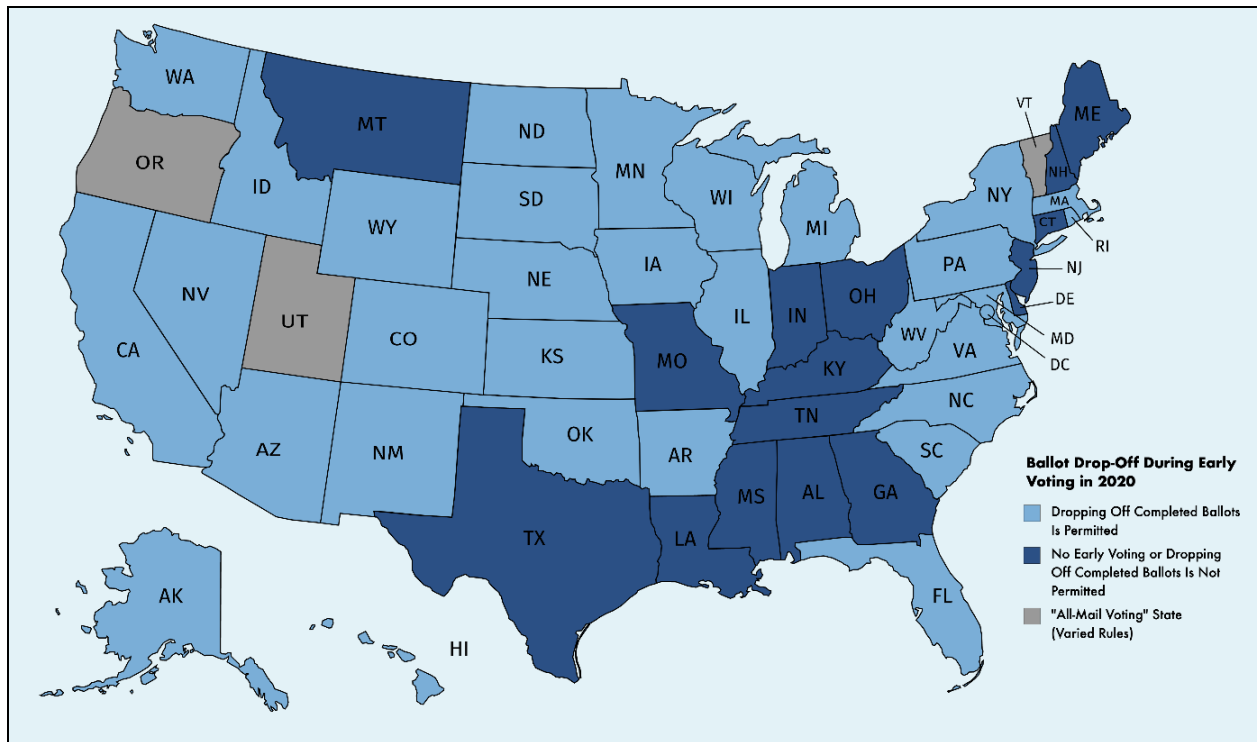 WA
MT
ND
MN
VT
ME
OR
ID
SD
WI
NH
NY
MA
WY
MI
CT
RI
IA
PA
NJ
NE
NV
OH
DE
IL
IN
UT
CO
WV
MD
CA
KS
MO
VA
DC
KY
NC
TN
OK
AZ
NM
AR
SC
MS
AL
GA
TX
LA
AK
FL
HI
Ballot Drop-Off During Early
Voting in 2020
Dropping Off Completed Ballots
Is Permitted
No Early Voting or Dropping
Off Completed Ballots Is Not
Permitted
"All-Mail Voting" State
(Varied Rules)